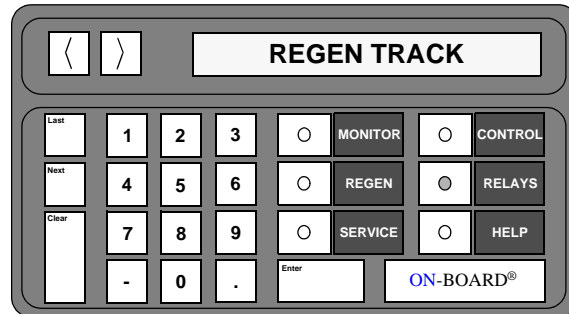 〈 〉 REGEN TRACK
Last 1 2 3 MONITOR CONTROL
Next 4 5 6 REGEN RELAYS
Clear 7 8 9 SERVICE HELP
- 0 . Enter ON-BOARD®